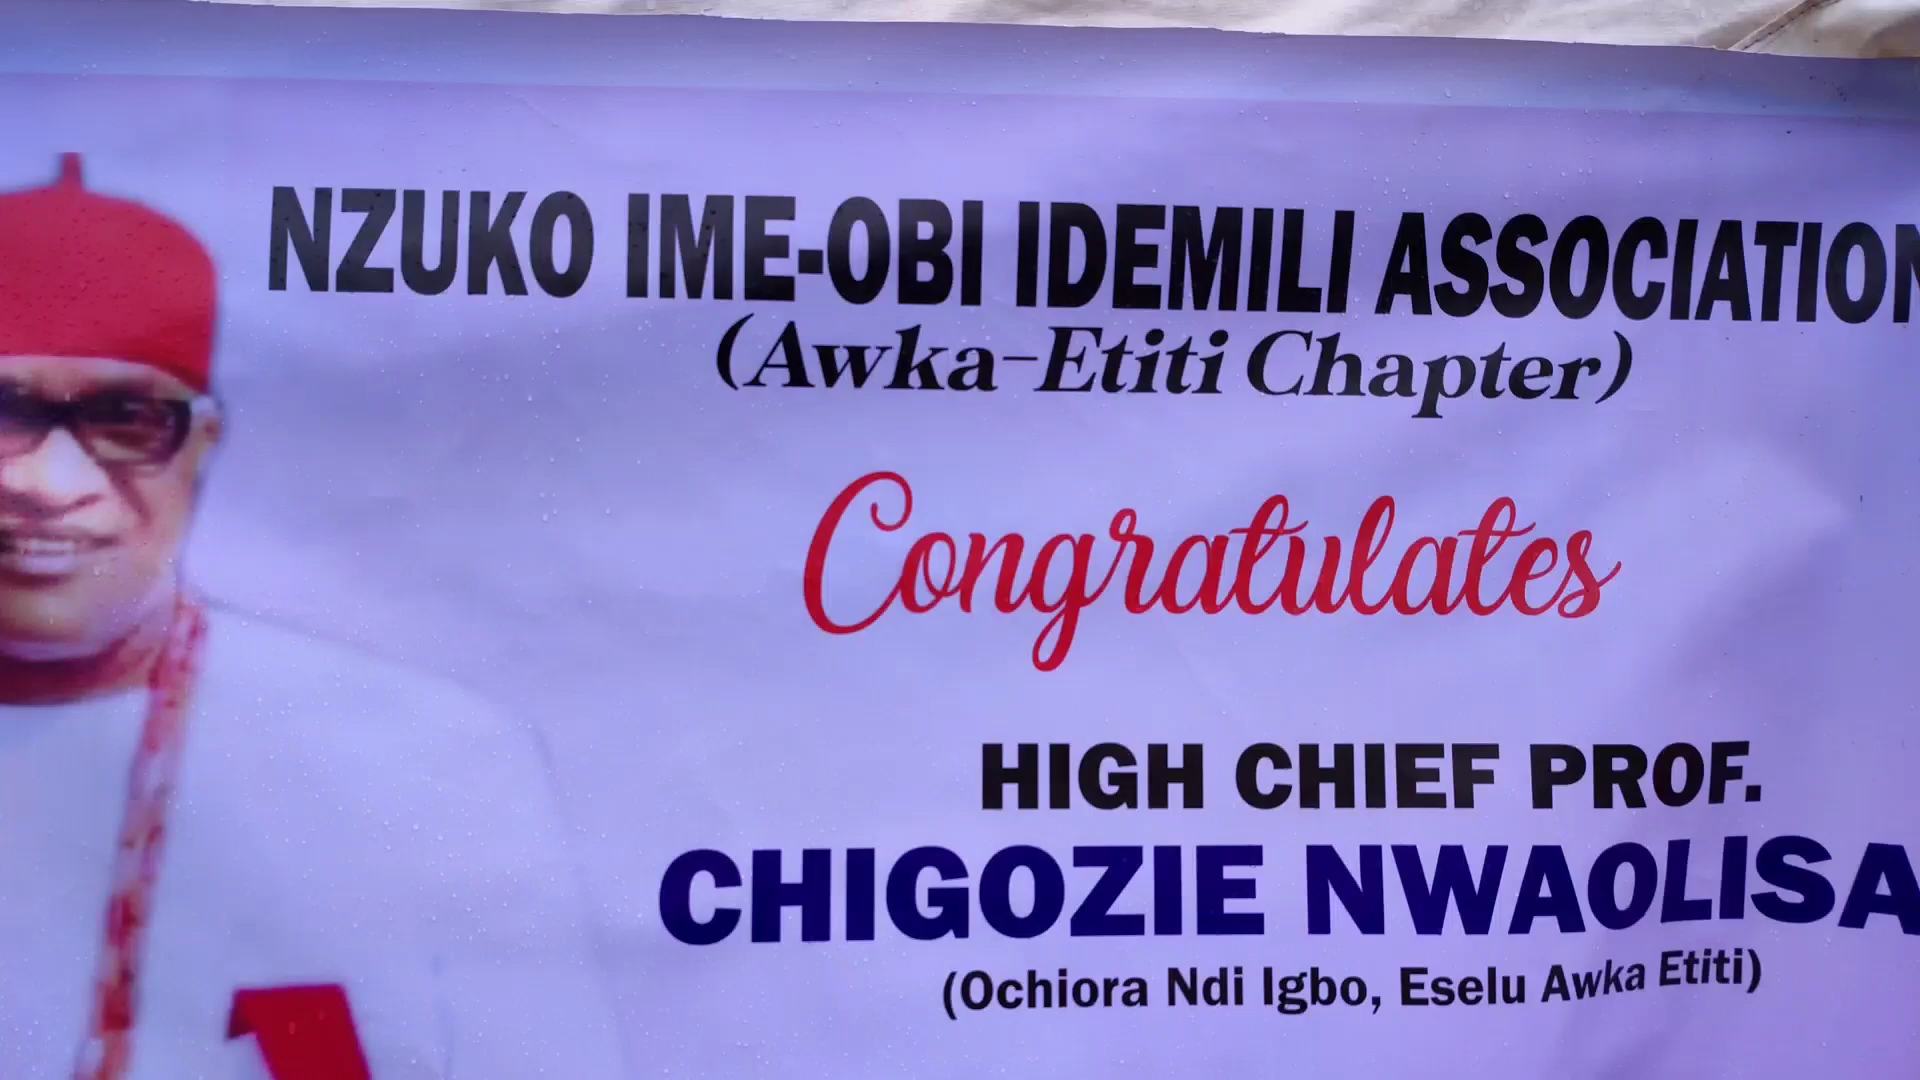 NZUKO IME-OBI IDEMILI ASSOCIATION
(Awka-Etiti Chapter)
Congratulates
HIGH CHIEF PROF.
CHIGOZIE NWAOLISA
(Ochiora Ndi Igbo, Eselu Awka Etiti)